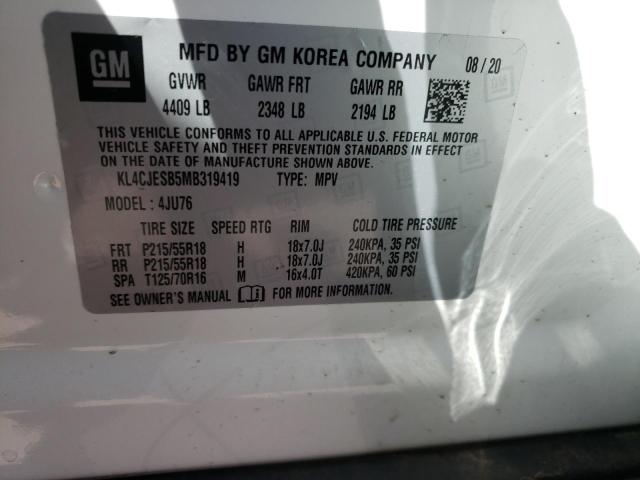 GM MFD BY GM KOREA COMPANY 08 / 20
GVWR GAWR FRT GAWR RR
4409 LB 2348 LB 2194 LB
THIS VEHICLE CONFORMS TO ALL APPLICABLE U.S. FEDERAL MOTOR
VEHICLE SAFETY AND THEFT PREVENTION STANDARDS IN EFFECT
ON THE DATE OF MANUFACTURE SHOWN ABOVE.
KL4CJESB5MB319419 TYPE: MPV
MODEL : 4JU76
TIRE SIZE SPEED RTG RIM COLD TIRE PRESSURE
FRT P215/55R18 H 18x7.0J 240KPA, 35 PSI
RR P215/55R18 H 18x7.0J 240KPA, 35 PSI
SPA T125/70R16 M 16x4.0T 420KPA, 60 PSI
SEE OWNER'S MANUAL FOR MORE INFORMATION.